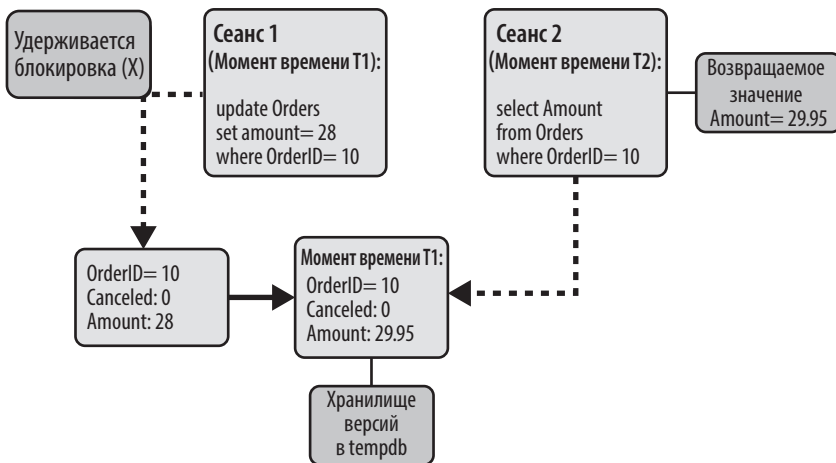 Удерживается
блокировка (X)
Сеанс 1
(Момент времени T1):
update Orders
set amount= 28
where OrderID= 10
Сеанс 2
(Момент времени T2):
select Amount
from Orders
where OrderID= 10
Возвращаемое
значение
Amount= 29.95
OrderID= 10
Canceled: 0
Amount: 28
Момент времени T1:
OrderID= 10
Canceled: 0
Amount: 29.95
Хранилище
версий
в tempdb